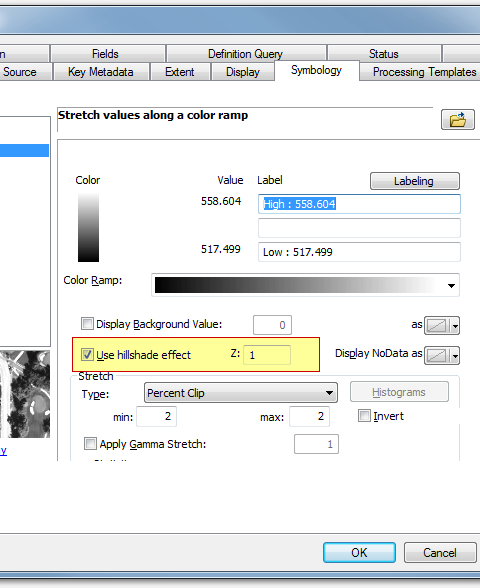 n Fields Definition Query Status
Source Key Metadata Extent Display Symbology Processing Templates
Stretch values along a color ramp
Color Value Label Labeling
558.604 High : 558.604
517.499 Low : 517.499
Color Ramp:
Display Background Value: 0 as
Use hillshade effect Z: 1 Display NoData as
Stretch
Type: Percent Clip Histograms
min: 2 max: 2 Invert
Apply Gamma Stretch: 1
y
OK Cancel